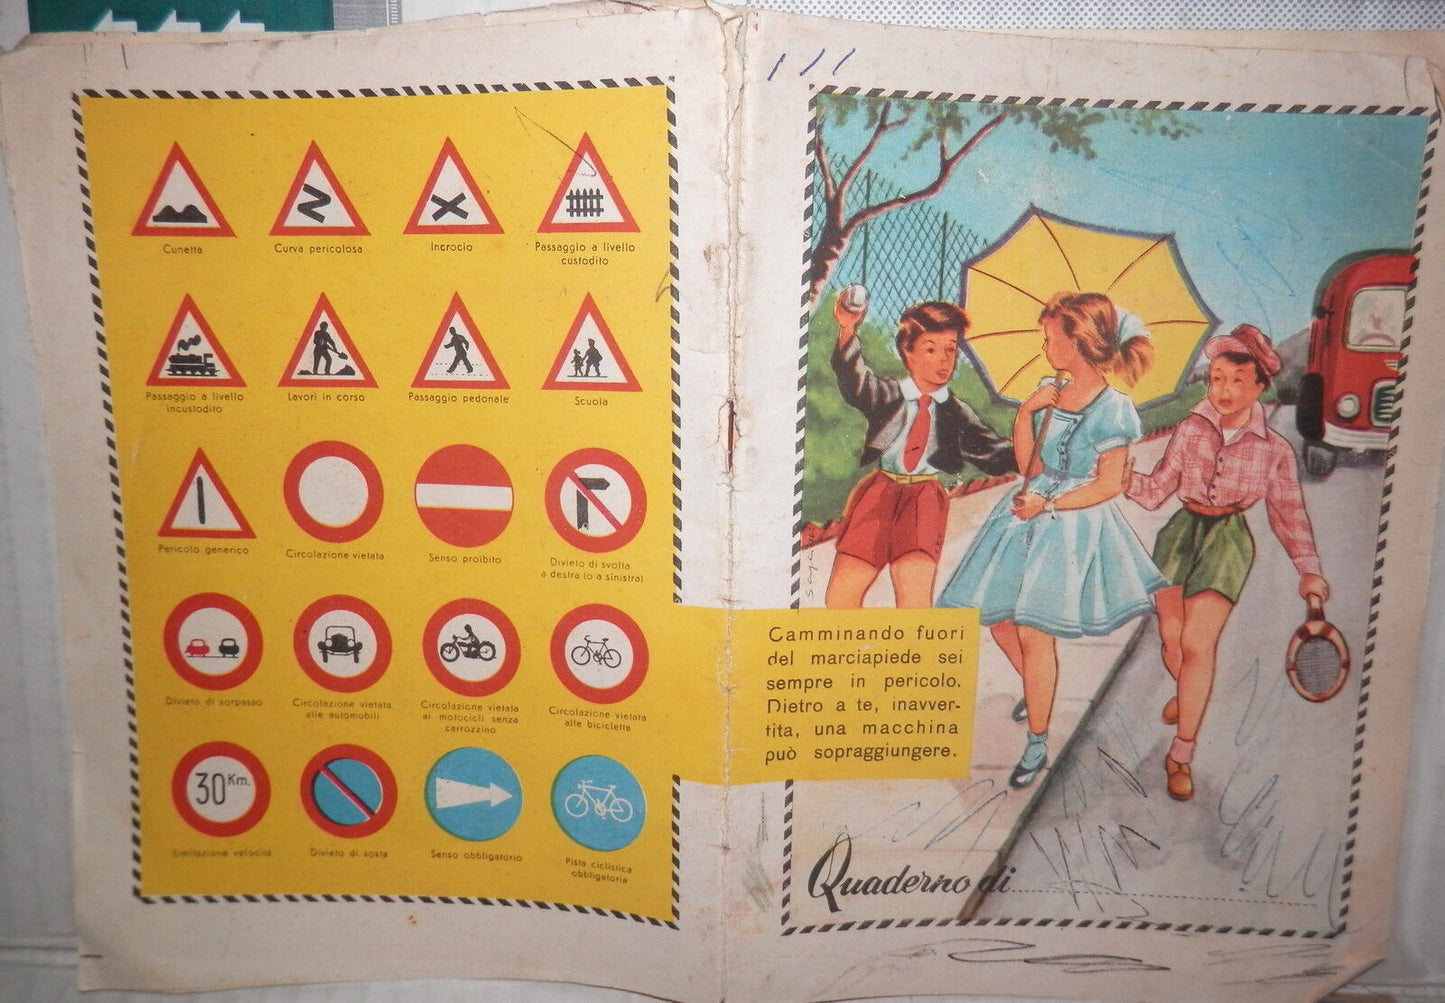 Cunetta
Curva pericolosa
Incrocio
Passaggio a livello
custodito
Passaggio a livello
incustodito
Lavori in corso
Passaggio pedonale
Scuola
Pericolo generico
Circolazione vietata
Senso proibito
Divieto di svolta
a destra (o a sinistra)
Divieto di sorpasso
Circolazione vietata
alle automobili
Circolazione vietata
ai motocicli senza
carrozzino
Circolazione vietata
alle biciclette
30 Km.
Limitazione velocità
Divieto di sosta
Senso obbligatorio
Pista ciclistica
obbligatoria
Camminando fuori
del marciapiede sei
sempre in pericolo.
Dietro a te, inavver-
tita, una macchina
può sopraggiungere.
Quaderno di